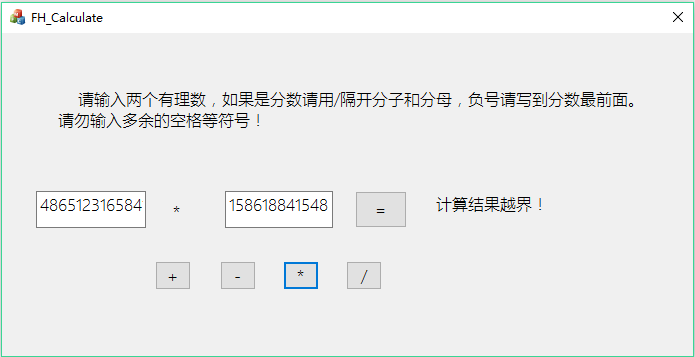 FH_Calculate
请输入两个有理数，如果是分数请用/隔开分子和分母，负号请写到分数最前面。
请勿输入多余的空格等符号！
486512316584 * 158618841548 = 计算结果越界！
+ - * /